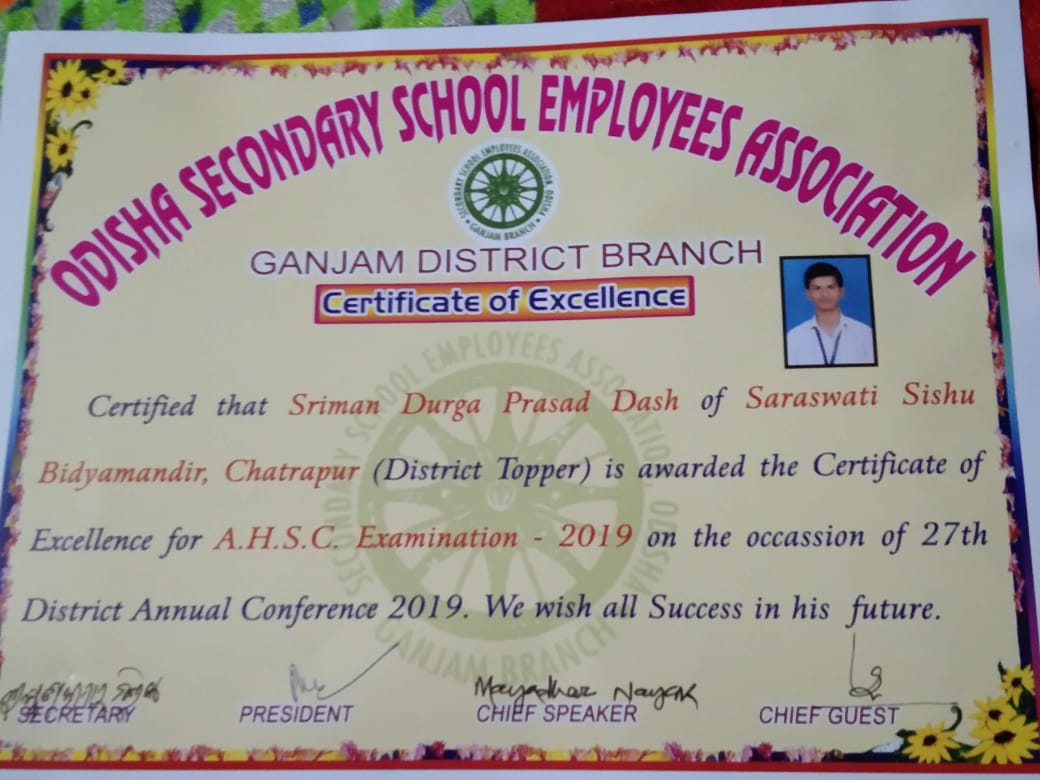 ODISHA SECONDARY SCHOOL EMPLOYEES ASSOCIATION
SECONDARY SCHOOL EMPLOYEES ASSOCIATION ODISHA
GANJAM BRANCH
GANJAM DISTRICT BRANCH
Certificate of Excellence
SECONDARY SCHOOL EMPLOYEES ASSOCIATION ODISHA
GANJAM BRANCH
Certified that Sriman Durga Prasad Dash of Saraswati Sishu
Bidyamandir, Chatrapur (District Topper) is awarded the Certificate of
Excellence for A.H.S.C. Examination - 2019 on the occassion of 27th
District Annual Conference 2019. We wish all Success in his future.
Mayadhar Nayak
SECRETARY PRESIDENT CHIEF SPEAKER CHIEF GUEST